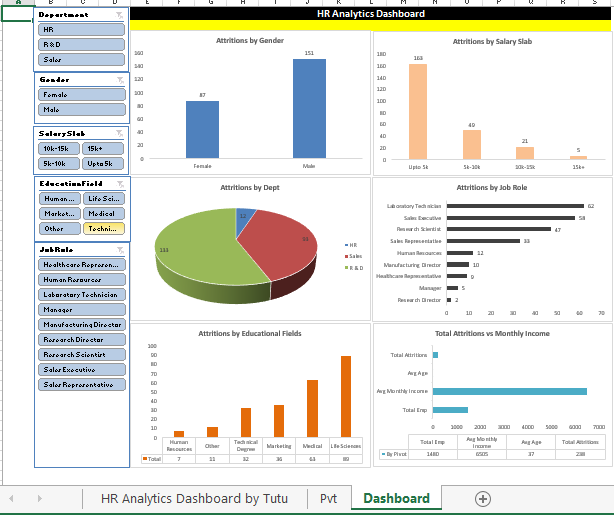 A B C D E F G H I J K L M N O P Q R S
HR Analytics Dashboard
Department
HR
R & D
Sales
Gender
Female
Male
SalarySlab
10k-15k 15k+
5k-10k Upto 5k
EducationField
Human ... Life Sci...
Market... Medical
Other Techni...
JobRole
Healthcare Represen...
Human Resources
Laboratory Technician
Manager
Manufacturing Director
Research Director
Research Scientist
Sales Executive
Sales Representative
Attritions by Gender
160
140
120
100
80
60
40
20
0
87
151
Female Male
Attritions by Salary Slab
180
160
140
120
100
80
60
40
20
0
163
49
21
5
Upto 5k 5k-10k 10k-15k 15k+
Attritions by Dept
12
133
HR
Sales
R & D
Attritions by Job Role
Laboratory Technician 62
Sales Executive 58
Research Scientist 47
Sales Representative 33
Human Resources 12
Manufacturing Director 10
Healthcare Representative 9
Manager 5
Research Director 2
0 10 20 30 40 50 60 70
Attritions by Educational Fields
100
90
80
70
60
50
40
30
20
10
0
Human Resources Other Technical Degree Marketing Medical Life Sciences
Total 7 11 32 35 63 89
Total Attritions vs Monthly Income
Total Attritions
Avg Age
Avg Monthly Income
Total Emp
0 1000 2000 3000 4000 5000 6000 7000
Total Emp Avg Monthly Income Avg Age Total Attritions
By Pivot 1480 6505 37 238
HR Analytics Dashboard by Tutu Pvt Dashboard